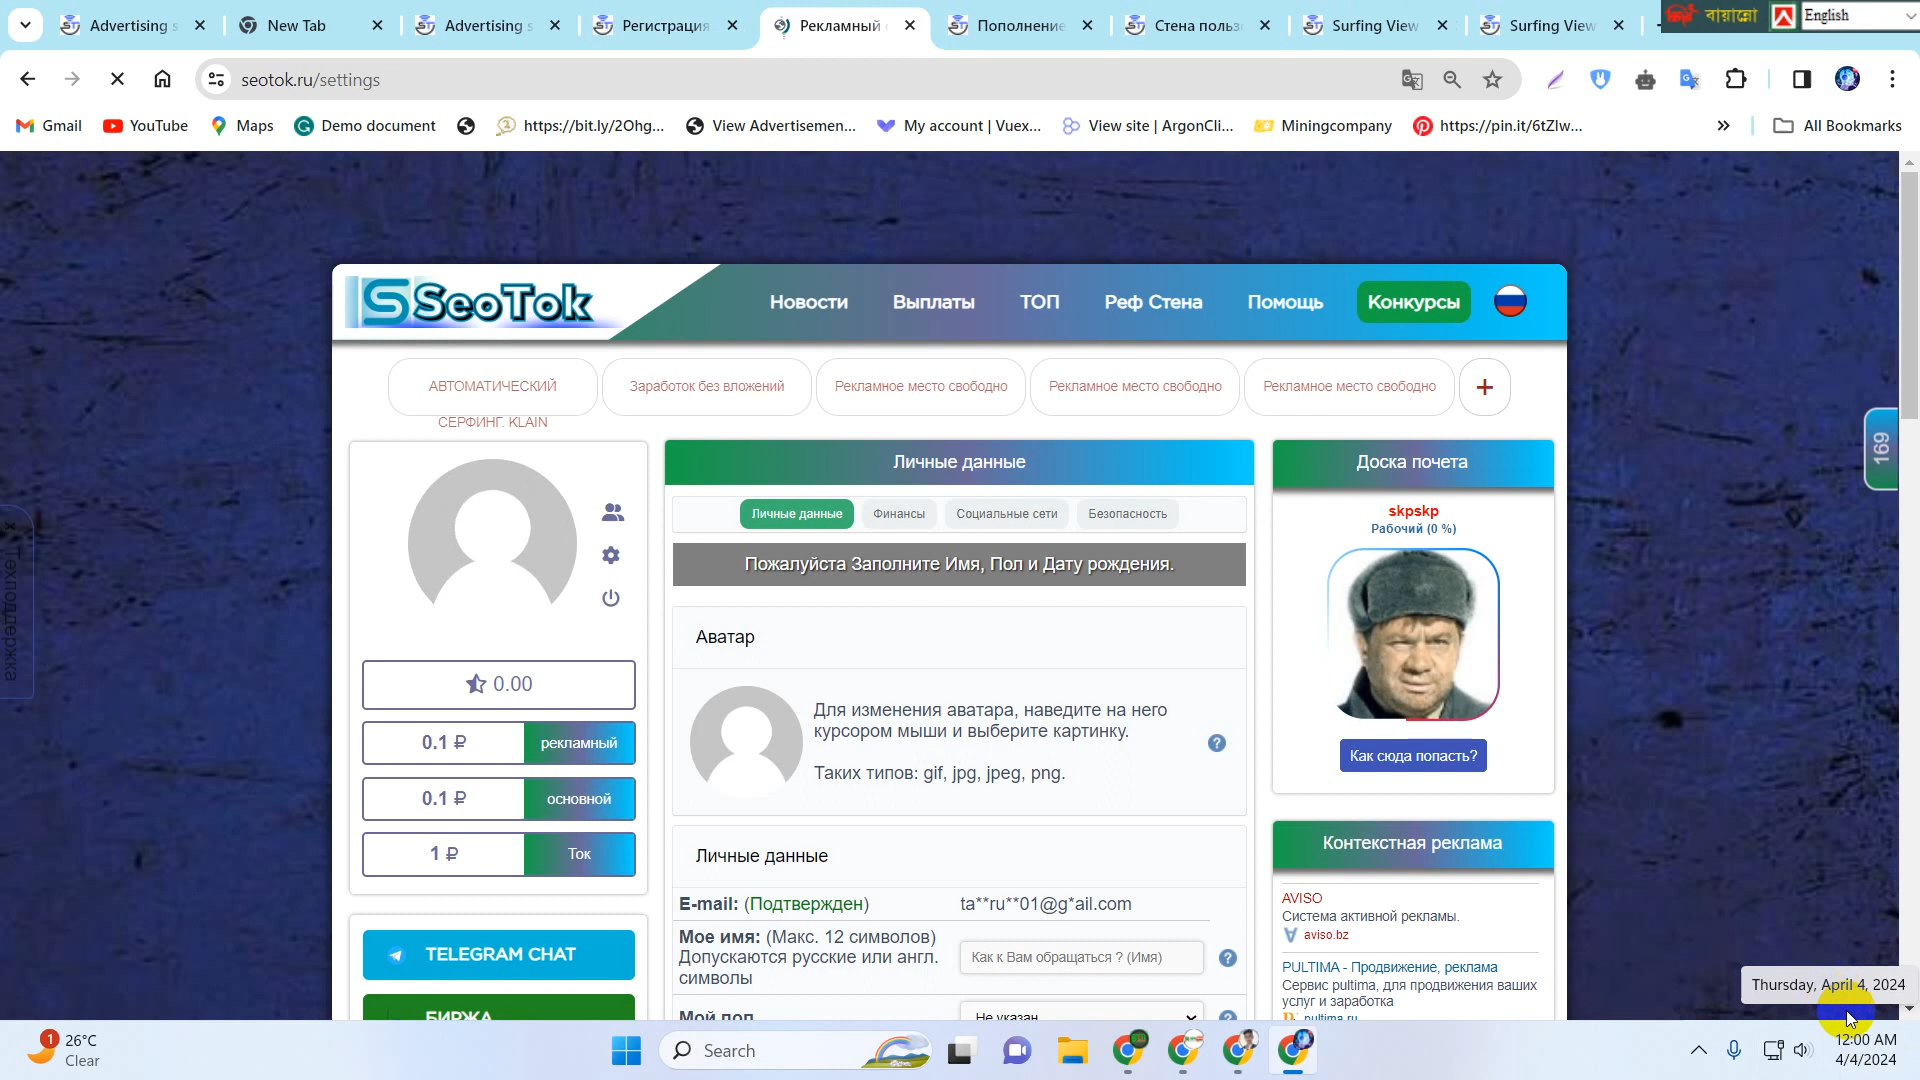 Advertising s
New Tab
Advertising s
Регистрация
Рекламный
Пополнение
Стена польз
Surfing View
Surfing View
বায়ান্নো
English
seotok.ru/settings
Gmail
YouTube
Maps
Demo document
https://bit.ly/2Ohg...
View Advertisemen...
My account | Vuex...
View site | ArgonCli...
Miningcompany
https://pin.it/6tZlw...
All Bookmarks
SeoTok
Новости
Выплаты
ТОП
Реф Стена
Помощь
Конкурсы
АВТОМАТИЧЕСКИЙ
СЕРФИНГ. KLAIN
Заработок без вложений
Рекламное место свободно
Рекламное место свободно
Рекламное место свободно
+
169
Техподдержка
0.00
0.1 ₽ рекламный
0.1 ₽ основной
1 ₽ Ток
TELEGRAM CHAT
БИРЖА
Личные данные
Личные данные
Финансы
Социальные сети
Безопасность
Пожалуйста Заполните Имя, Пол и Дату рождения.
Аватар
Для изменения аватара, наведите на него
курсором мыши и выберите картинку.
Таких типов: gif, jpg, jpeg, png.
Личные данные
E-mail: (Подтвержден) ta**ru**01@g*ail.com
Мое имя: (Макс. 12 символов)
Допускаются русские или англ.
символы
Как к Вам обращаться ? (Имя)
Мой пол
Не указан
Доска почета
skpskp
Рабочий (0 %)
Как сюда попасть?
Контекстная реклама
AVISO
Система активной рекламы.
aviso.bz
PULTIMA - Продвижение, реклама
Сервис pultima, для продвижения ваших
услуг и заработка
pultima.ru
Thursday, April 4, 2024
1
26°C
Clear
Search
12:00 AM
4/4/2024